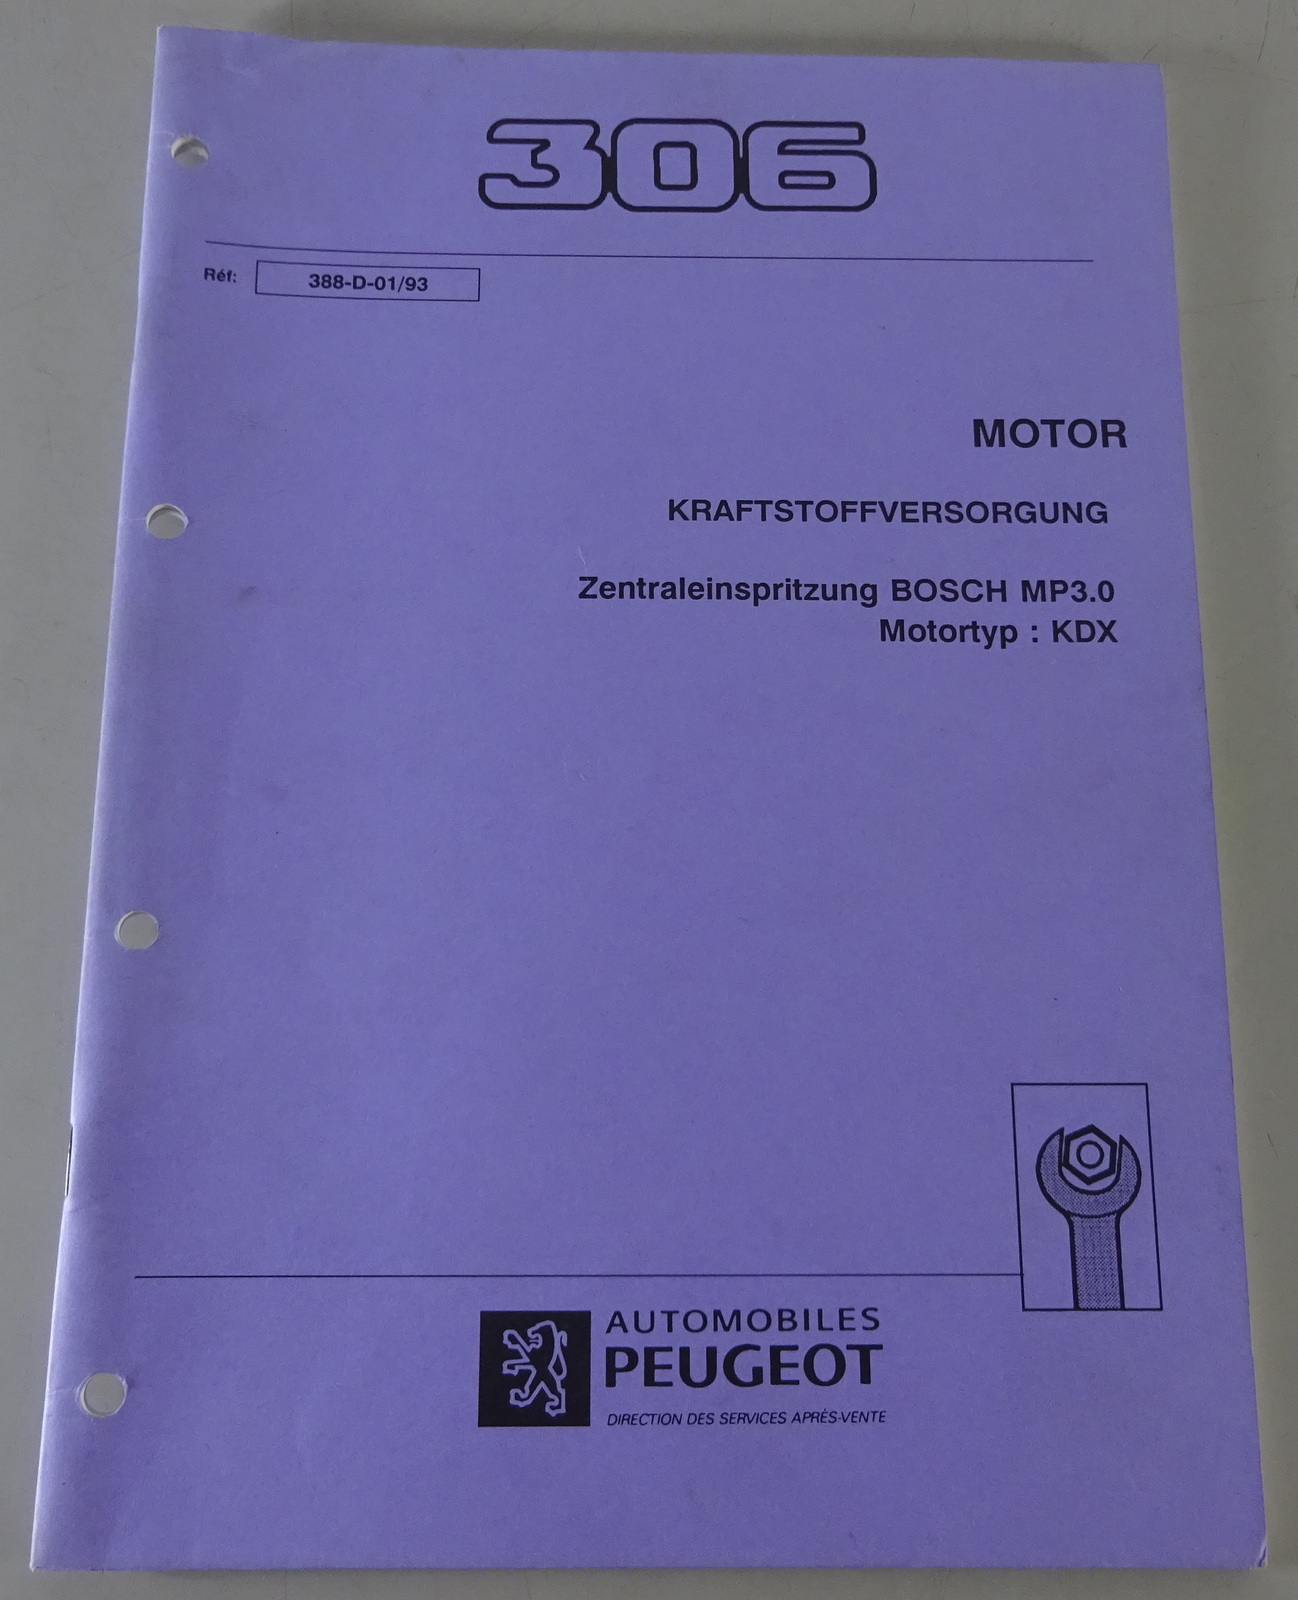 306
Réf: 388-D-01/93
MOTOR
KRAFTSTOFFVERSORGUNG
Zentraleinspritzung BOSCH MP3.0
Motortyp : KDX
AUTOMOBILES
PEUGEOT
DIRECTION DES SERVICES APRÈS-VENTE